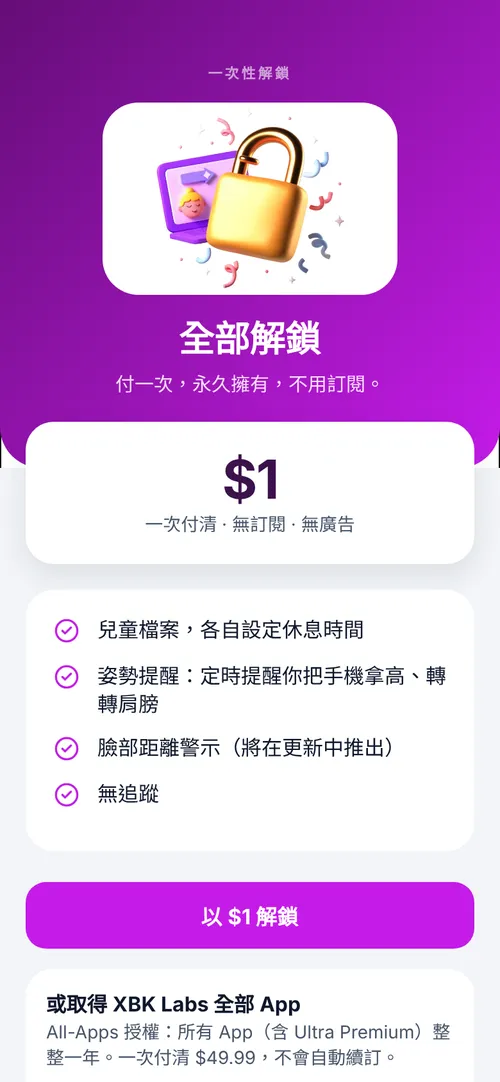 一次性解鎖
全部解鎖
付一次，永久擁有，不用訂閱。
$1
一次付清 · 無訂閱 · 無廣告
兒童檔案，各自設定休息時間
姿勢提醒：定時提醒你把手機拿高、轉
轉肩膀
臉部距離警示（將在更新中推出）
無追蹤
以 $1 解鎖
或取得 XBK Labs 全部 App
All-Apps 授權：所有 App（含 Ultra Premium）整
整一年。一次付清 $49.99，不會自動續訂。